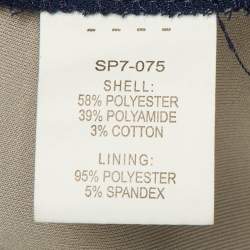 SP7-075
SHELL:
58% POLYESTER
39% POLYAMIDE
3% COTTON
LINING:
95% POLYESTER
5% SPANDEX